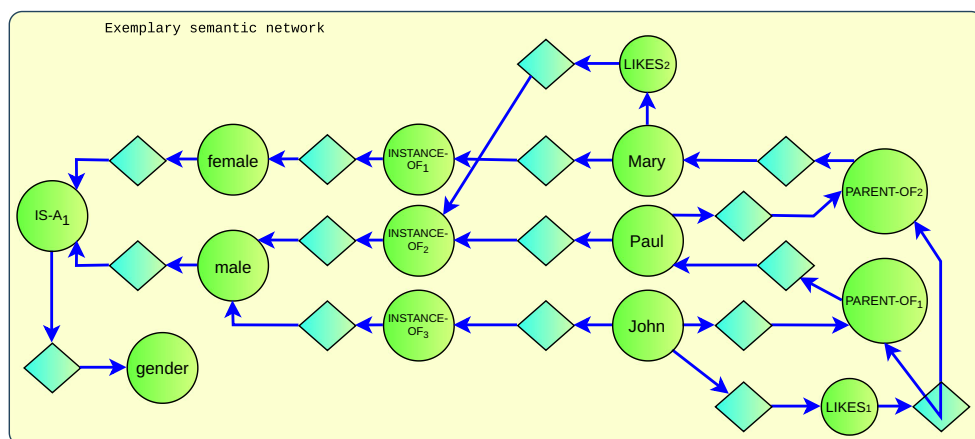 Exemplary semantic network
LIKES2
female
INSTANCE-
OF1
Mary
PARENT-OF2
IS-A1
male
INSTANCE-
OF2
Paul
INSTANCE-
OF3
John
PARENT-OF1
gender
LIKES1